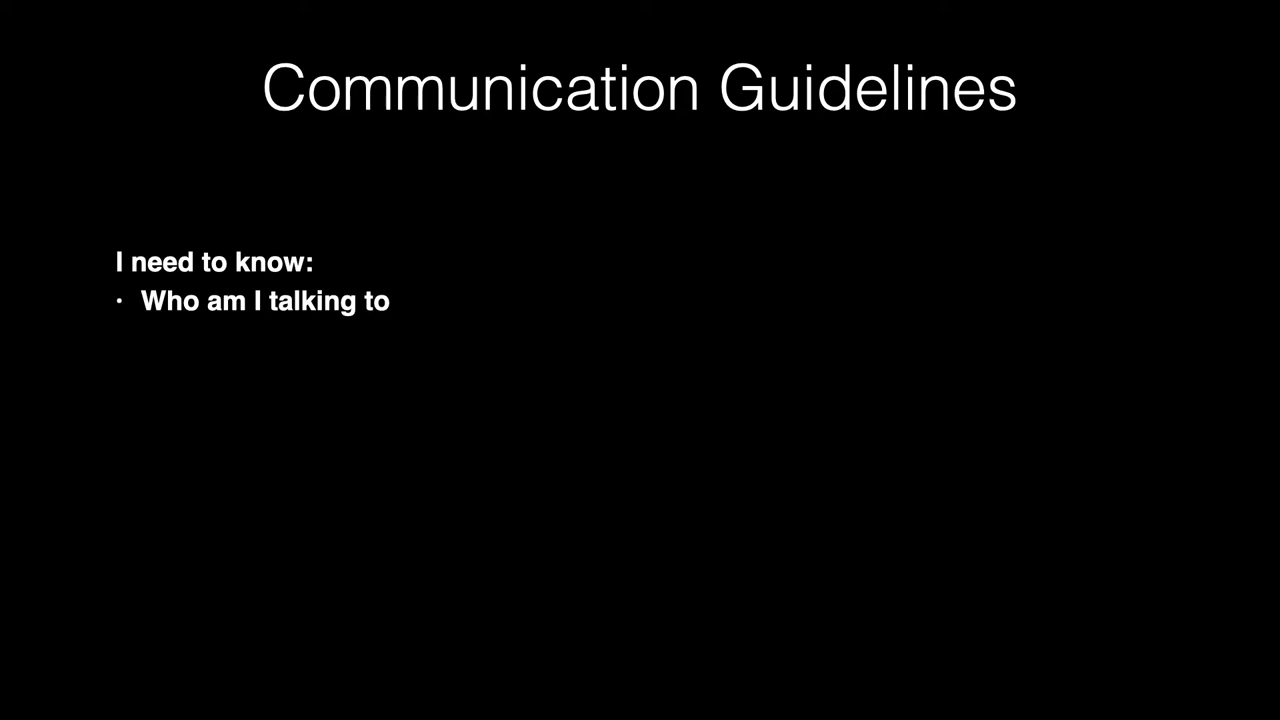 Communication Guidelines
I need to know:
· Who am I talking to